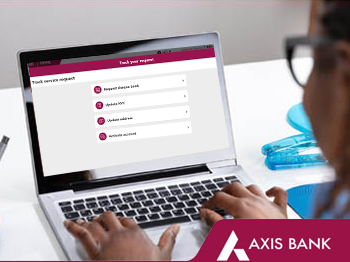 Track your request
Track service request
Request cheque book
Update KYC
Update address
Activate account
AXIS BANK